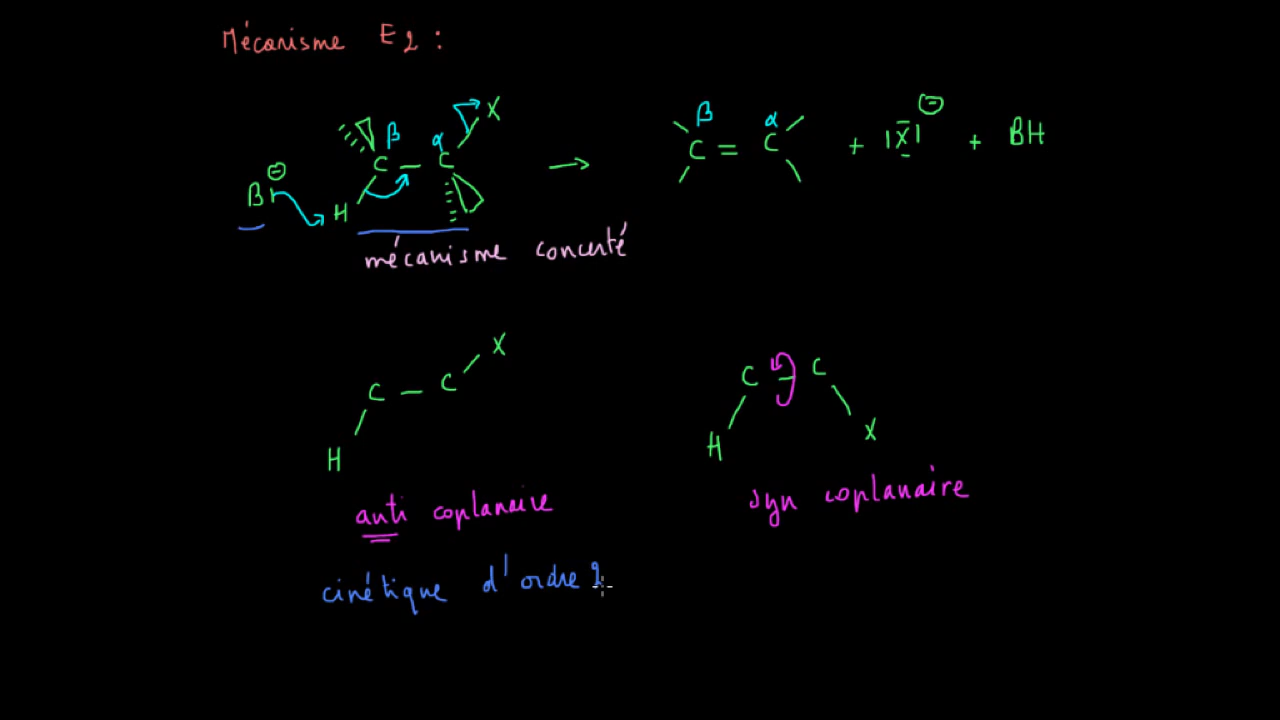 Mécanisme E2 :
β α X
C – C
B⊖ H
→
β α
C = C + |X|⊖ + BH
mécanisme concerté
X
C – C
H
anti coplanaire
C – C
H X
syn coplanaire
cinétique d'ordre 2